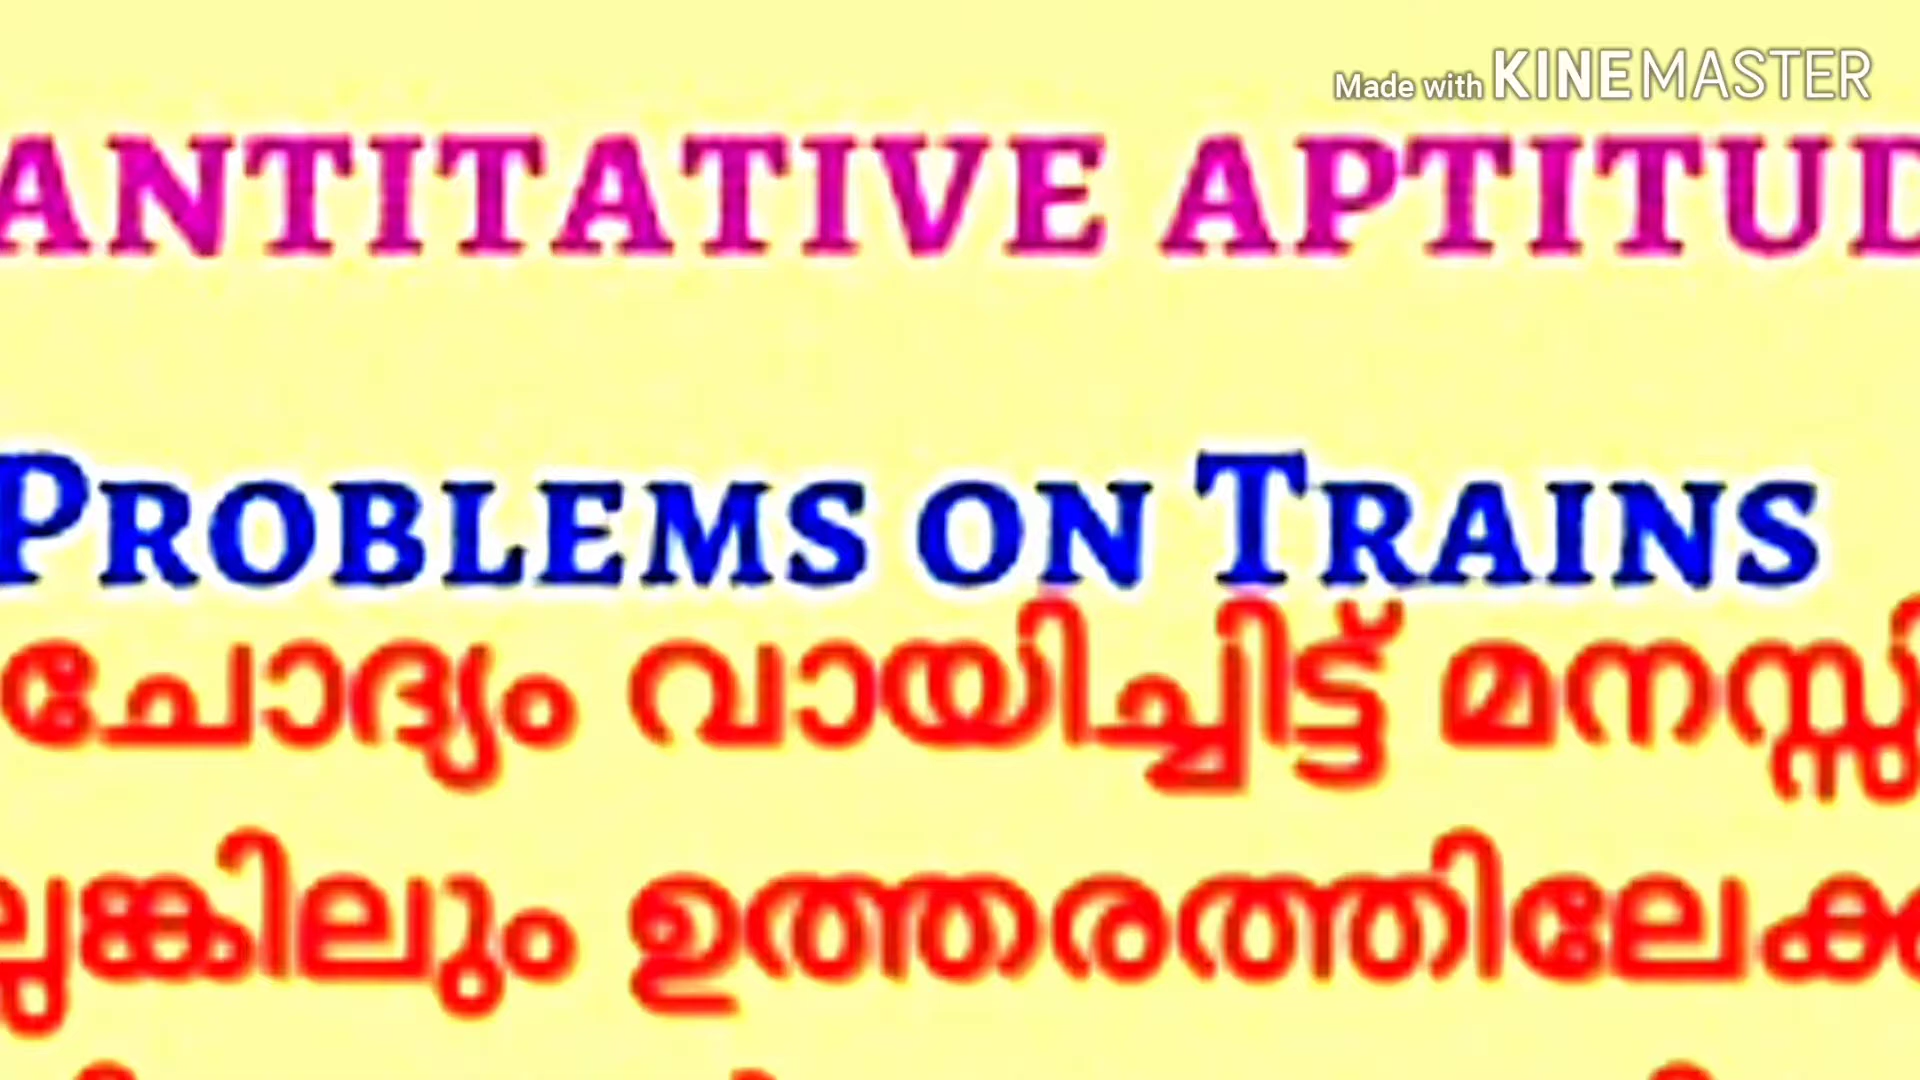 Made with KINEMASTER
ANTITATIVE APTITUD
PROBLEMS ON TRAINS
ചോദ്യം വായിച്ചിട്ട് മനസ്സി
ല്ലെങ്കിലും ഉത്തരത്തിലേക്ക